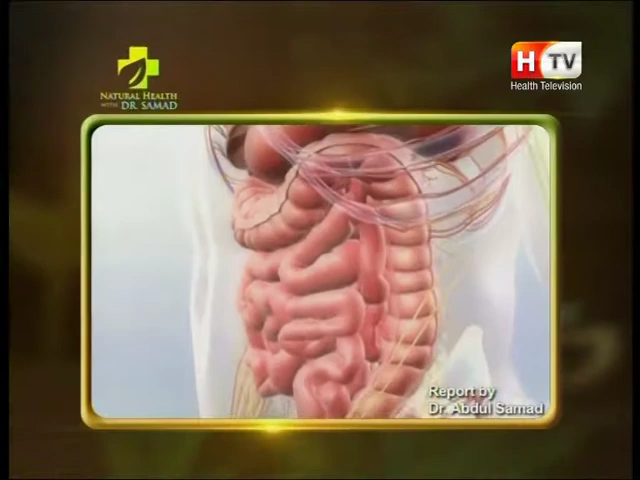 NATURAL HEALTH
WITH DR. SAMAD
H TV
Health Television
Report by
Dr. Abdul Samad